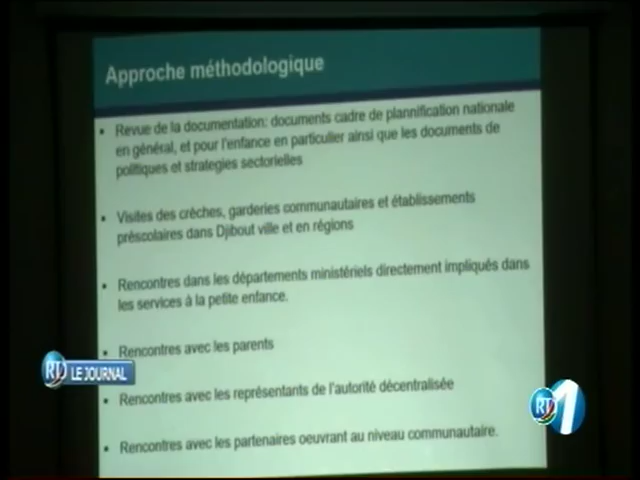 Approche méthodologique
• Revue de la documentation: documents cadre de plannification nationale
en général, et pour l'enfance en particulier ainsi que les documents de
politiques et strategies sectorielles
• Visites des crèches, garderies communautaires et établissements
préscolaires dans Djibout ville et en régions
• Rencontres dans les départements ministériels directement impliqués dans
les services à la petite enfance.
• Rencontres avec les parents
RT LE JOURNAL
• Rencontres avec les représentants de l'autorité décentralisée
RT 1
• Rencontres avec les partenaires oeuvrant au niveau communautaire.